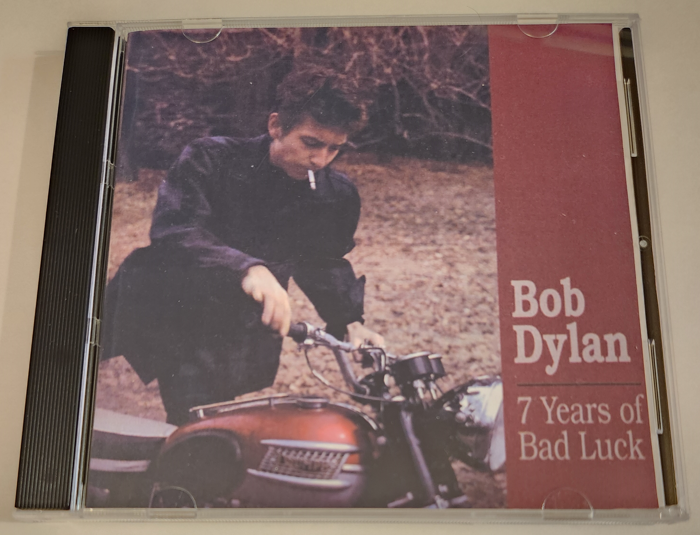 Bob
Dylan
7 Years of
Bad Luck